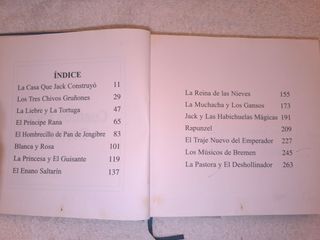 ÍNDICE
La Casa Que Jack Construyó 11
Los Tres Chivos Gruñones 29
La Liebre y La Tortuga 47
El Príncipe Rana 65
El Hombrecillo de Pan de Jengibre 83
Blanca y Rosa 101
La Princesa y El Guisante 119
El Enano Saltarín 137
La Reina de las Nieves 155
La Muchacha y Los Gansos 173
Jack y Las Habichuelas Mágicas 191
Rapunzel 209
El Traje Nuevo del Emperador 227
Los Músicos de Bremen 245
La Pastora y El Deshollinador 263